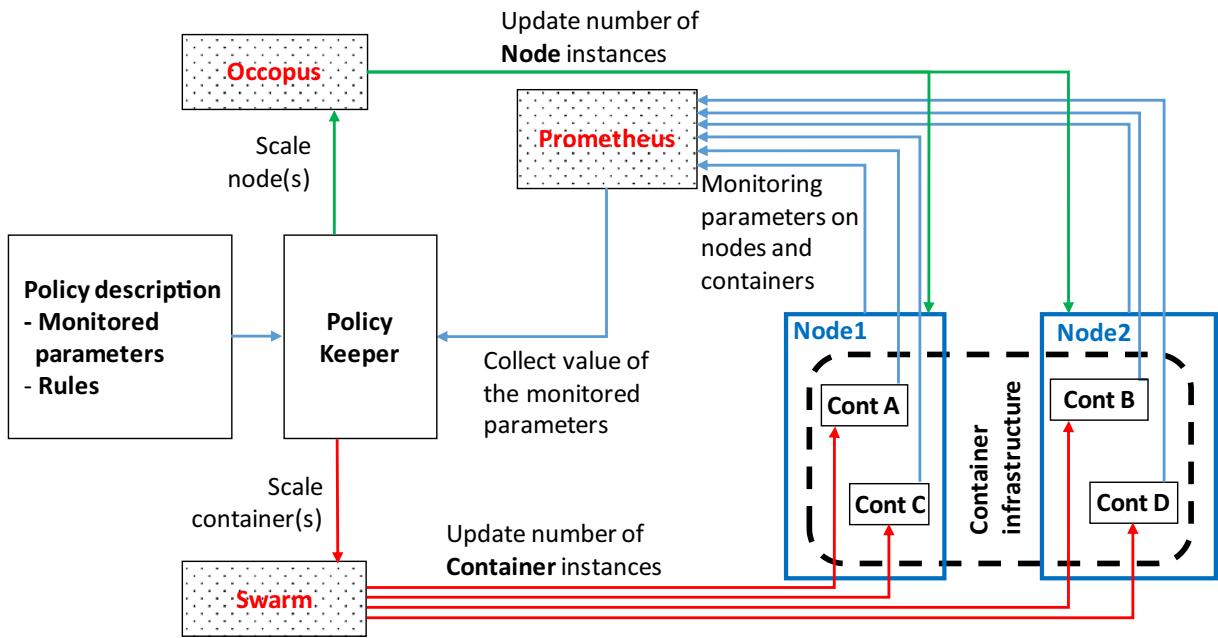 Update number of
Node instances
Occopus
Prometheus
Scale
node(s)
Monitoring
parameters on
nodes and
containers
Policy description
- Monitored
parameters
- Rules
Policy
Keeper
Collect value of
the monitored
parameters
Node1
Node2
Cont A
Cont B
Cont C
Cont D
Container
infrastructure
Scale
container(s)
Update number of
Container instances
Swarm